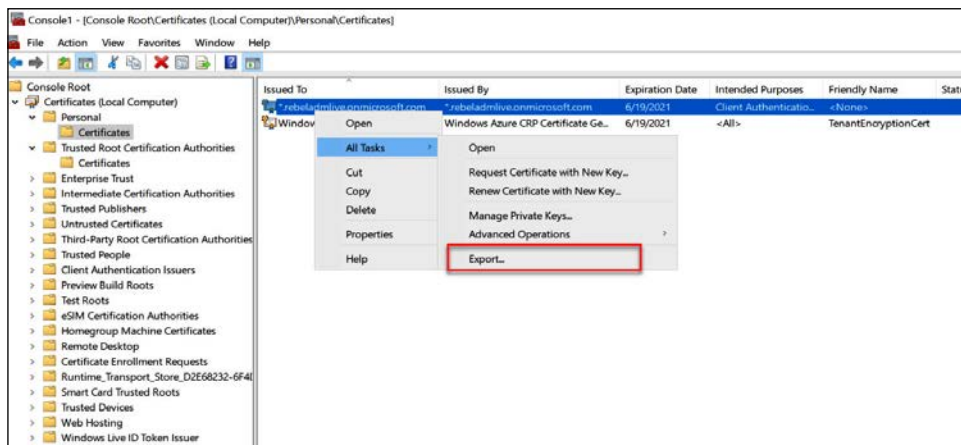 Console1 - [Console Root\Certificates (Local Computer)\Personal\Certificates]
File Action View Favorites Window Help
Console Root
Certificates (Local Computer)
Personal
Certificates
Trusted Root Certification Authorities
Certificates
Enterprise Trust
Intermediate Certification Authorities
Trusted Publishers
Untrusted Certificates
Third-Party Root Certification Authorities
Trusted People
Client Authentication Issuers
Preview Build Roots
Test Roots
eSIM Certification Authorities
Homegroup Machine Certificates
Remote Desktop
Certificate Enrollment Requests
Runtime_Transport_Store_D2E68232-6F4
Smart Card Trusted Roots
Trusted Devices
Web Hosting
Windows Live ID Token Issuer
Issued To Issued By Expiration Date Intended Purposes Friendly Name Statu
*.rebeladmlive.onmicrosoft.com *.rebeladmlive.onmicrosoft.com 6/19/2021 Client Authenticatio... <None>
Window Windows Azure CRP Certificate Ge... 6/19/2021 <All> TenantEncryptionCert
Open
All Tasks
Cut
Copy
Delete
Properties
Help
Open
Request Certificate with New Key...
Renew Certificate with New Key...
Manage Private Keys...
Advanced Operations
Export...